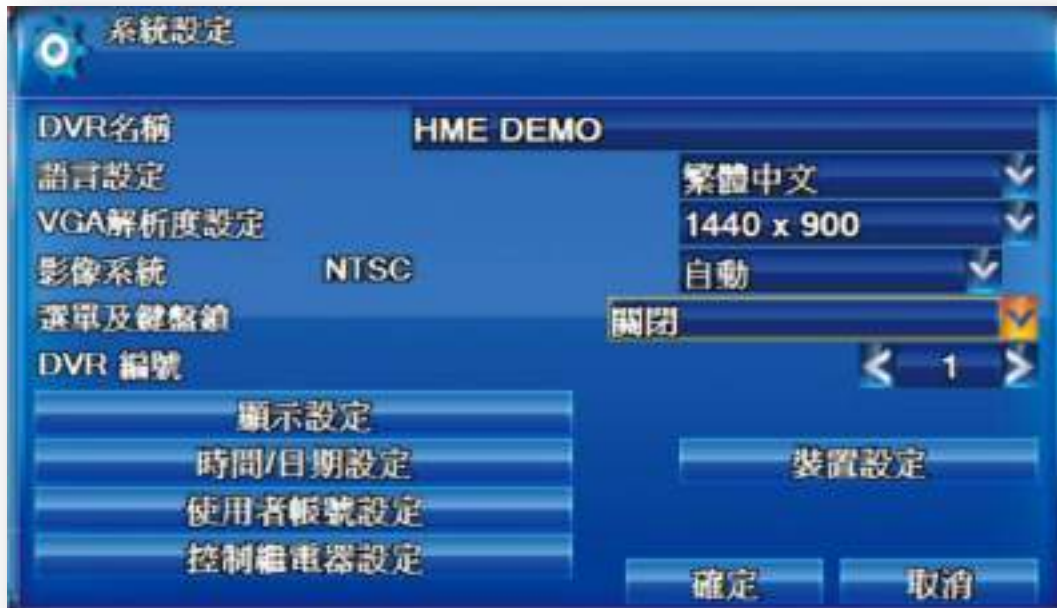 系統設定
DVR名稱 HME DEMO
語言設定 繁體中文
VGA解析度設定 1440 x 900
影像系統 NTSC 自動
選單及鍵盤鎖 關閉
DVR 編號 1
顯示設定
時間/日期設定 裝置設定
使用者帳號設定
控制繼電器設定
確定 取消